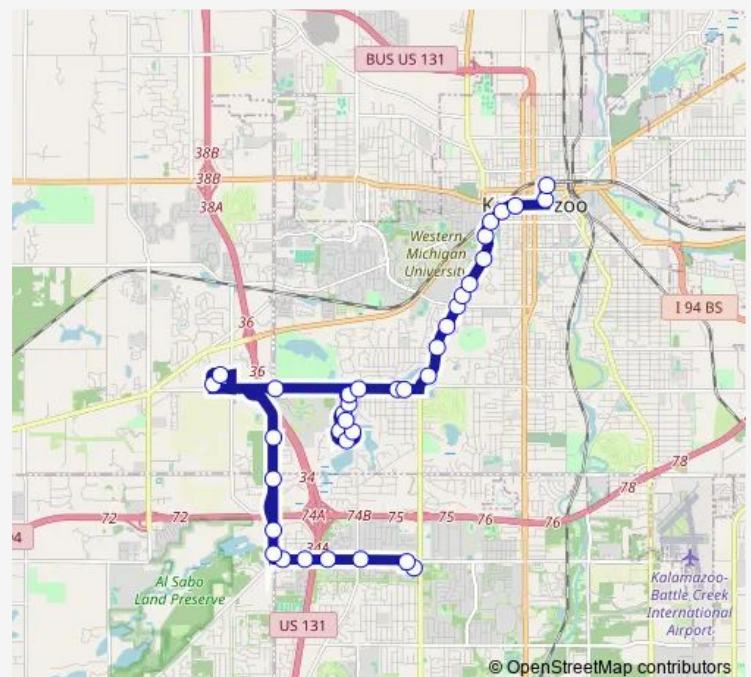 BUS US 131
38B
38B
38A
K
zoo
Western
Michigan
University
I 94 BS
36
36
34
78
78
72
72
74A
74B
75
75
76
76
34A
4
Al Sabo
Land Preserve
US 131
Kalamazoo-
Battle Creek
International
Airport
© OpenStreetMap contributors